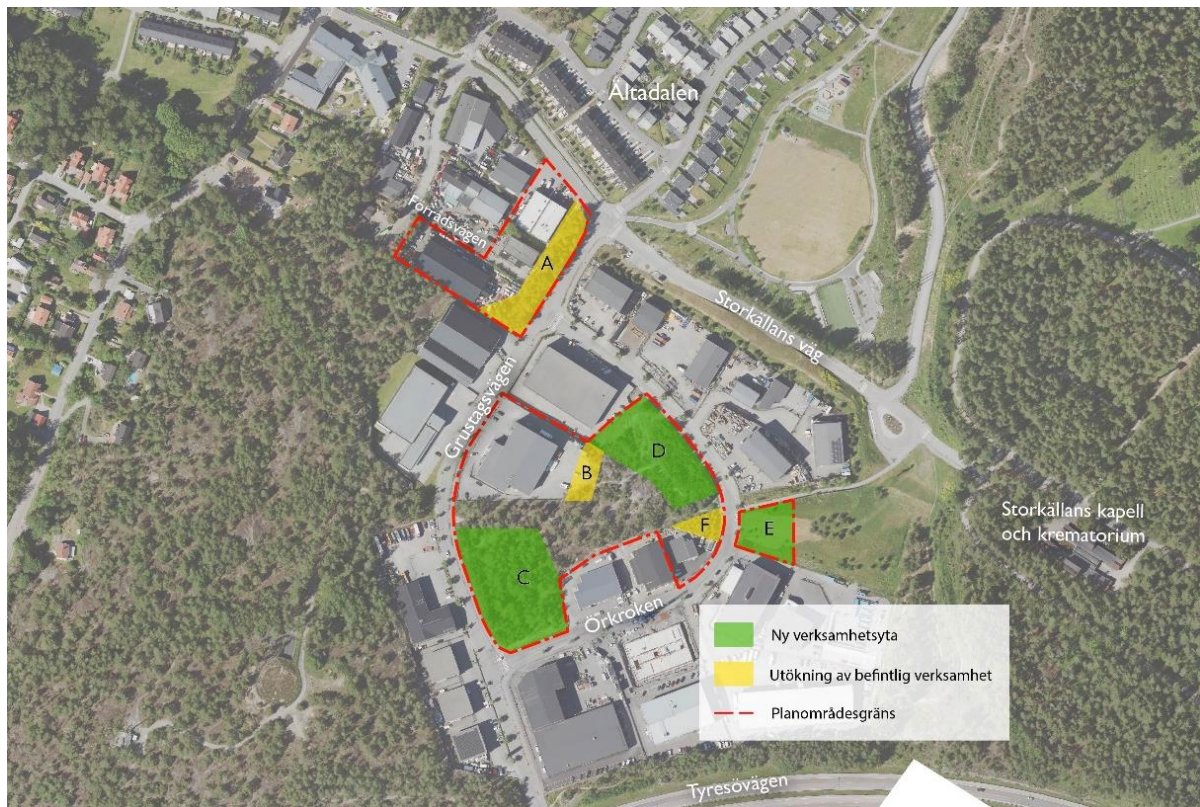 Ältadalen
Förrådsvägen
A
Storkällans väg
Grustagsvägen
D
B
Storkällans kapell
och krematorium
F
E
C
Örkroken
Ny verksamhetsyta
Utökning av befintlig verksamhet
Planområdesgräns
Tyresövägen